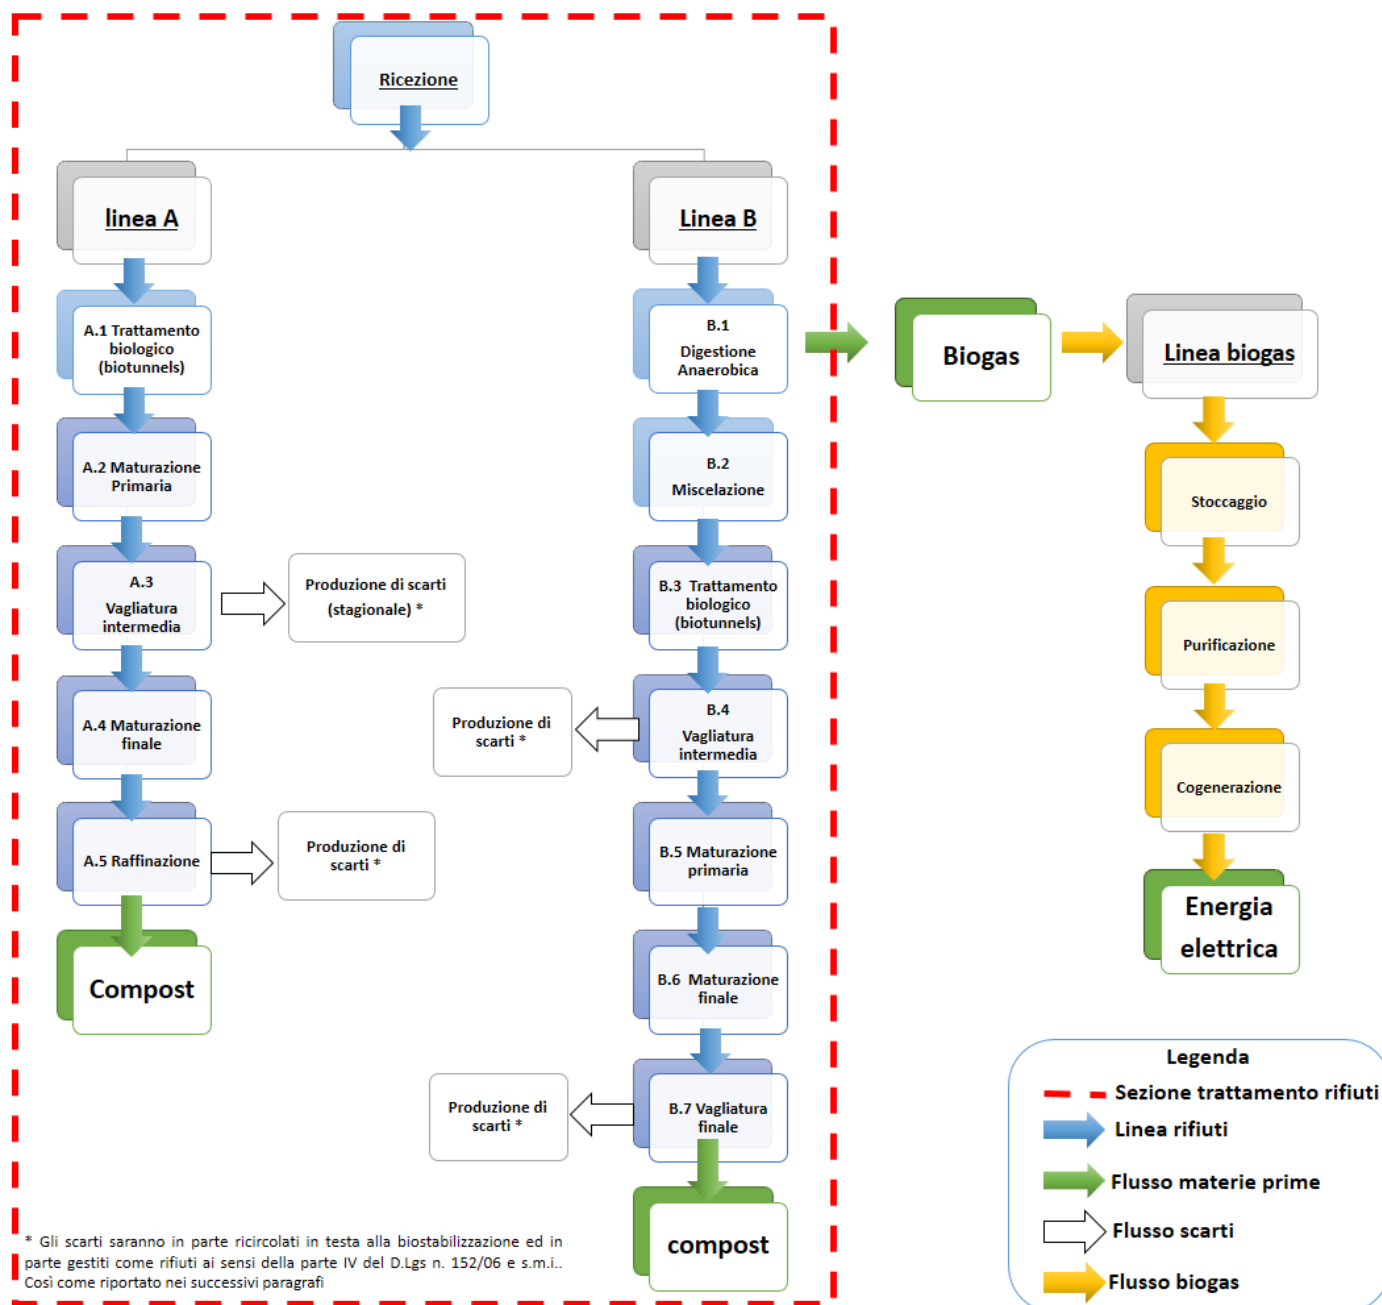 Ricezione
linea A
A.1 Trattamento
biologico
(biotunnels)
A.2 Maturazione
Primaria
A.3
Vagliatura
intermedia
Produzione di scarti
(stagionale) *
A.4 Maturazione
finale
A.5 Raffinazione
Produzione di
scarti *
Compost
Linea B
B.1
Digestione
Anaerobica
B.2
Miscelazione
B.3 Trattamento
biologico
(biotunnels)
B.4
Vagliatura
intermedia
Produzione di
scarti *
B.5 Maturazione
primaria
B.6 Maturazione
finale
B.7 Vagliatura
finale
Produzione di
scarti *
compost
Biogas
Linea biogas
Stoccaggio
Purificazione
Cogenerazione
Energia
elettrica
Legenda
Sezione trattamento rifiuti
Linea rifiuti
Flusso materie prime
Flusso scarti
Flusso biogas
* Gli scarti saranno in parte ricircolati in testa alla biostabilizzazione ed in
parte gestiti come rifiuti ai sensi della parte IV del D.Lgs n. 152/06 e s.m.i..
Così come riportato nei successivi paragrafi